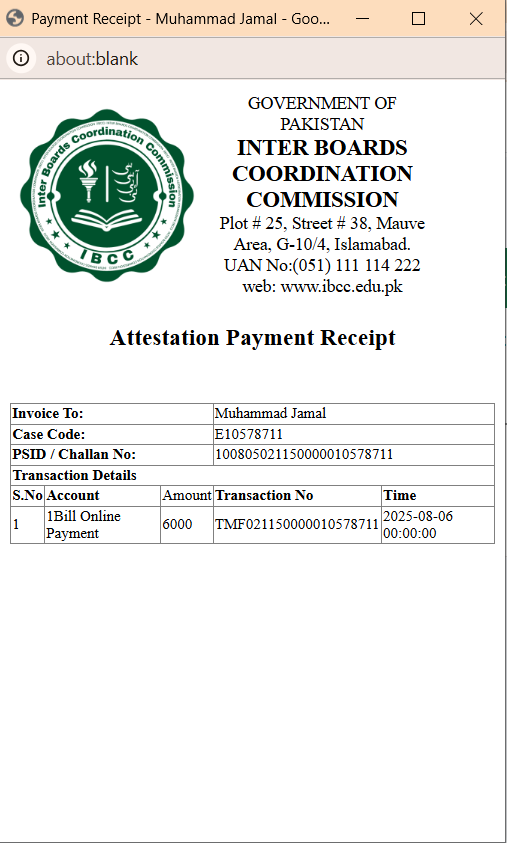 Payment Receipt - Muhammad Jamal - Goo...
about:blank
Inter Boards Coordination Commission
IBCC
GOVERNMENT OF
PAKISTAN
INTER BOARDS
COORDINATION
COMMISSION
Plot # 25, Street # 38, Mauve
Area, G-10/4, Islamabad.
UAN No:(051) 111 114 222
web: www.ibcc.edu.pk
Attestation Payment Receipt
Invoice To: Muhammad Jamal
Case Code: E10578711
PSID / Challan No: 100805021150000010578711
Transaction Details
S.No Account Amount Transaction No Time
1 1Bill Online Payment 6000 TMF021150000010578711 2025-08-06 00:00:00